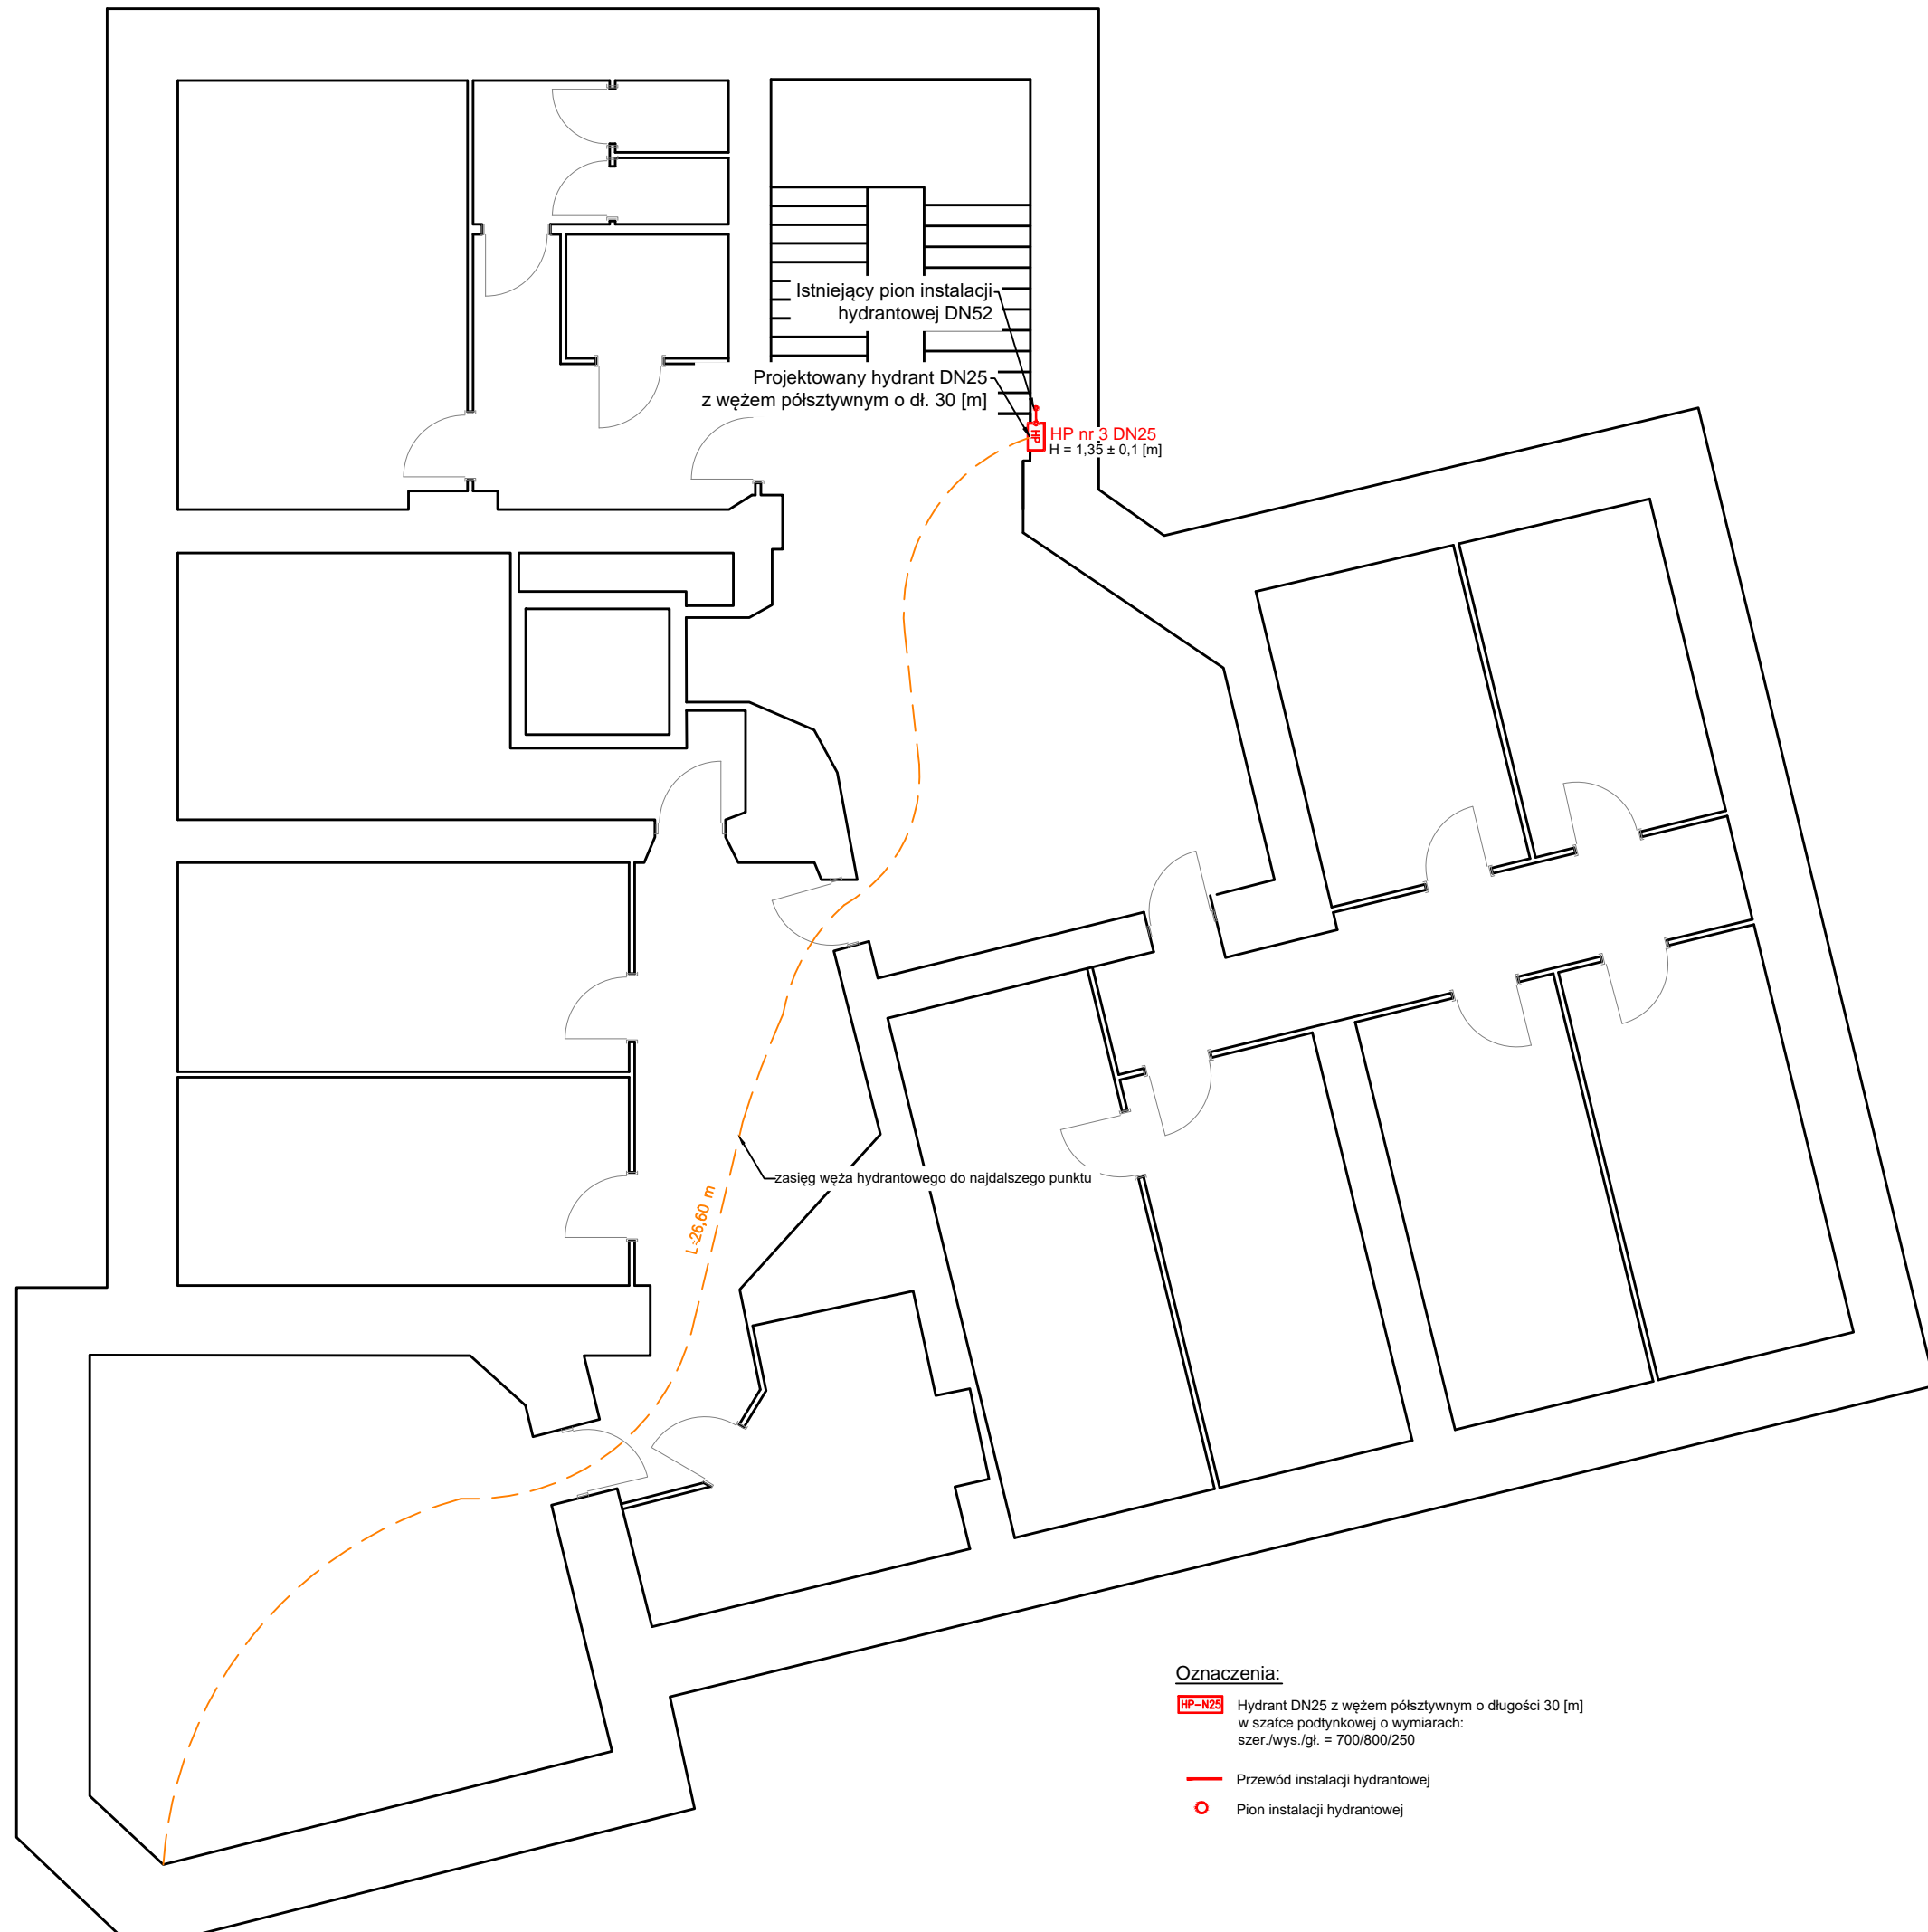 Istniejący pion instalacji
hydrantowej DN52
Projektowany hydrant DN25
z wężem półsztywnym o dł. 30 [m]
HP
HP nr 3 DN25
H = 1,35 ± 0,1 [m]
zasięg węża hydrantowego do najdalszego punktu
L=26,60 m
Oznaczenia:
HP-N25
Hydrant DN25 z wężem półsztywnym o długości 30 [m]
w szafce podtynkowej o wymiarach:
szer./wys./gł. = 700/800/250
Przewód instalacji hydrantowej
Pion instalacji hydrantowej